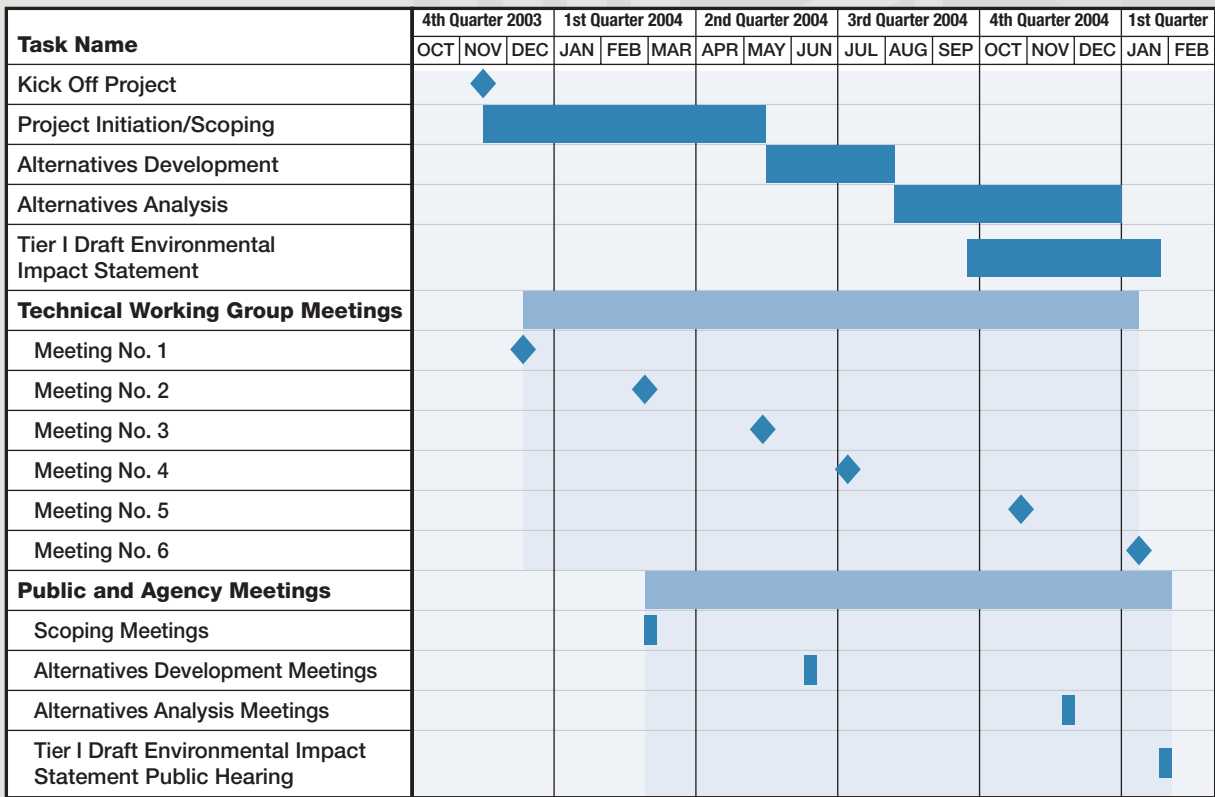 4th Quarter 2003 1st Quarter 2004 2nd Quarter 2004 3rd Quarter 2004 4th Quarter 2004 1st Quarter
Task Name
OCT NOV DEC JAN FEB MAR APR MAY JUN JUL AUG SEP OCT NOV DEC JAN FEB
Kick Off Project
Project Initiation/Scoping
Alternatives Development
Alternatives Analysis
Tier I Draft Environmental
Impact Statement
Technical Working Group Meetings
Meeting No. 1
Meeting No. 2
Meeting No. 3
Meeting No. 4
Meeting No. 5
Meeting No. 6
Public and Agency Meetings
Scoping Meetings
Alternatives Development Meetings
Alternatives Analysis Meetings
Tier I Draft Environmental Impact
Statement Public Hearing